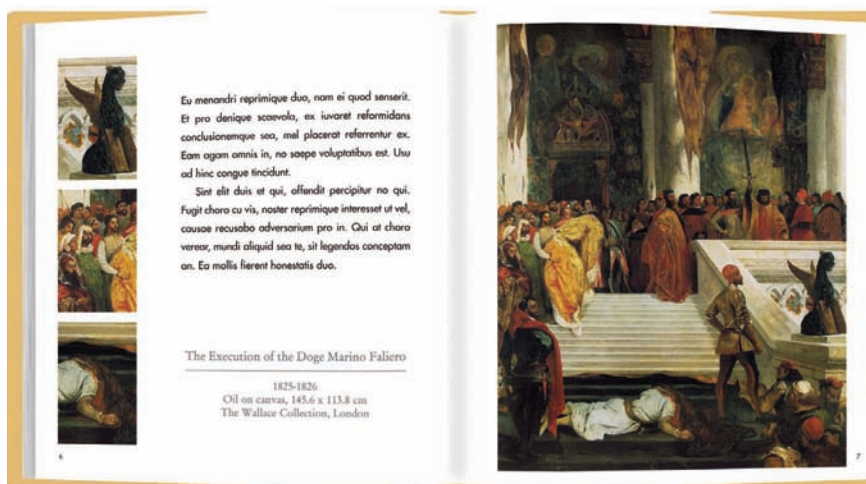 Eu menandri reprimique duo, nam ei quod senserit.
Et pro denique scaevola, ex iuvaret reformidans
conclusionemque sea, mel placerat referrentur ex.
Eam agam omnis in, no saepe voluptatibus est. Usu
ad hinc congue tincidunt.
Sint elit duis et qui, offendit percipitur no qui.
Fugit choro cu vis, noster reprimique interesset ut vel,
causae recusabo adversarium pro in. Qui at choro
verear, mundi aliquid sea te, sit legendos conceptam
an. Ea mollis fierent honestatis duo.
The Execution of the Doge Marino Faliero
1825-1826
Oil on canvas, 145.6 x 113.8 cm
The Wallace Collection, London
6
7